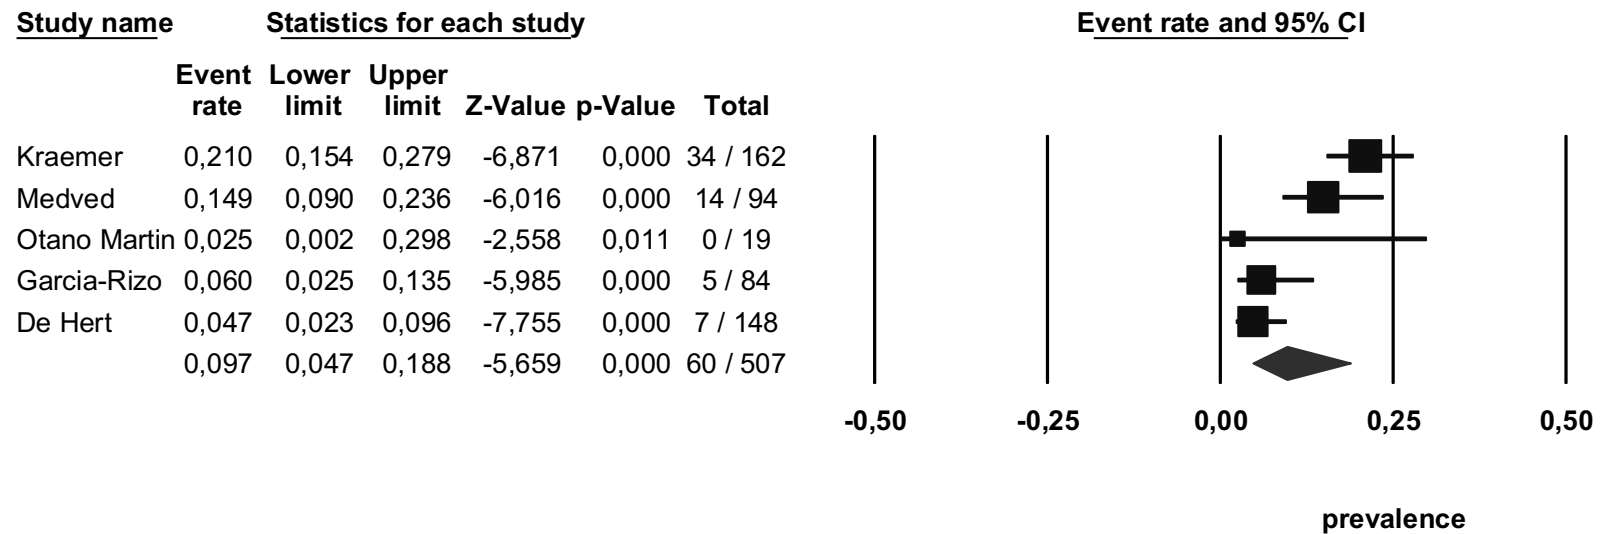 Study name Statistics for each study Event rate and 95% CI
Event Lower Upper
rate limit limit Z-Value p-Value Total
Kraemer 0,210 0,154 0,279 -6,871 0,000 34 / 162
Medved 0,149 0,090 0,236 -6,016 0,000 14 / 94
Otano Martin 0,025 0,002 0,298 -2,558 0,011 0 / 19
Garcia-Rizo 0,060 0,025 0,135 -5,985 0,000 5 / 84
De Hert 0,047 0,023 0,096 -7,755 0,000 7 / 148
0,097 0,047 0,188 -5,659 0,000 60 / 507
-0,50 -0,25 0,00 0,25 0,50
prevalence